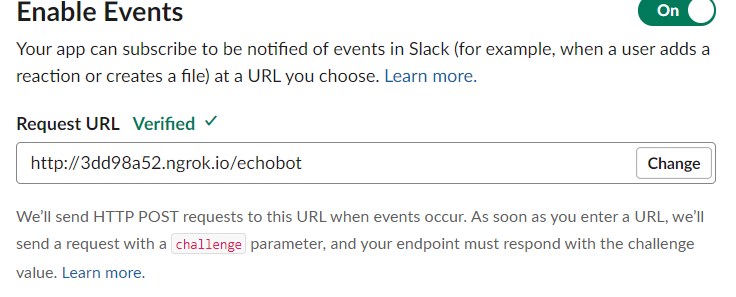 Enable Events
On
Your app can subscribe to be notified of events in Slack (for example, when a user adds a
reaction or creates a file) at a URL you choose. Learn more.
Request URL Verified ✓
http://3dd98a52.ngrok.io/echobot
Change
We’ll send HTTP POST requests to this URL when events occur. As soon as you enter a URL, we’ll
send a request with a challenge parameter, and your endpoint must respond with the challenge
value. Learn more.